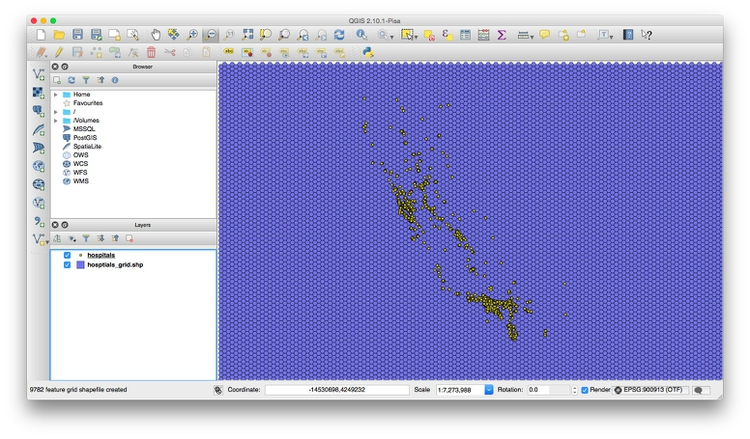 QGIS 2.10.1-Pisa
Browser
Home
Favourites
/
/Volumes
MSSQL
PostGIS
SpatiaLite
OWS
WCS
WFS
WMS
Layers
hospitals
hosptials_grid.shp
9782 feature grid shapefile created
Coordinate: -14530698,4249232 Scale 1:7,273,988 Rotation: 0.0 Render EPSG:900913 (OTF)